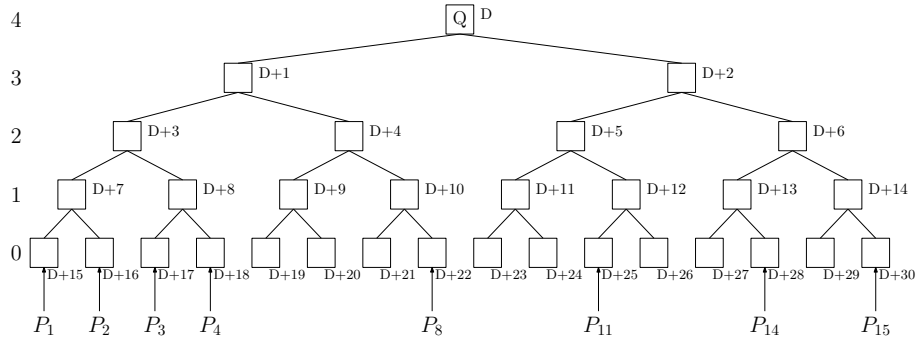 4 Q D
3 D+1 D+2
2 D+3 D+4 D+5 D+6
1 D+7 D+8 D+9 D+10 D+11 D+12 D+13 D+14
0 D+15 D+16 D+17 D+18 D+19 D+20 D+21 D+22 D+23 D+24 D+25 D+26 D+27 D+28 D+29 D+30
P1 P2 P3 P4 P8 P11 P14 P15